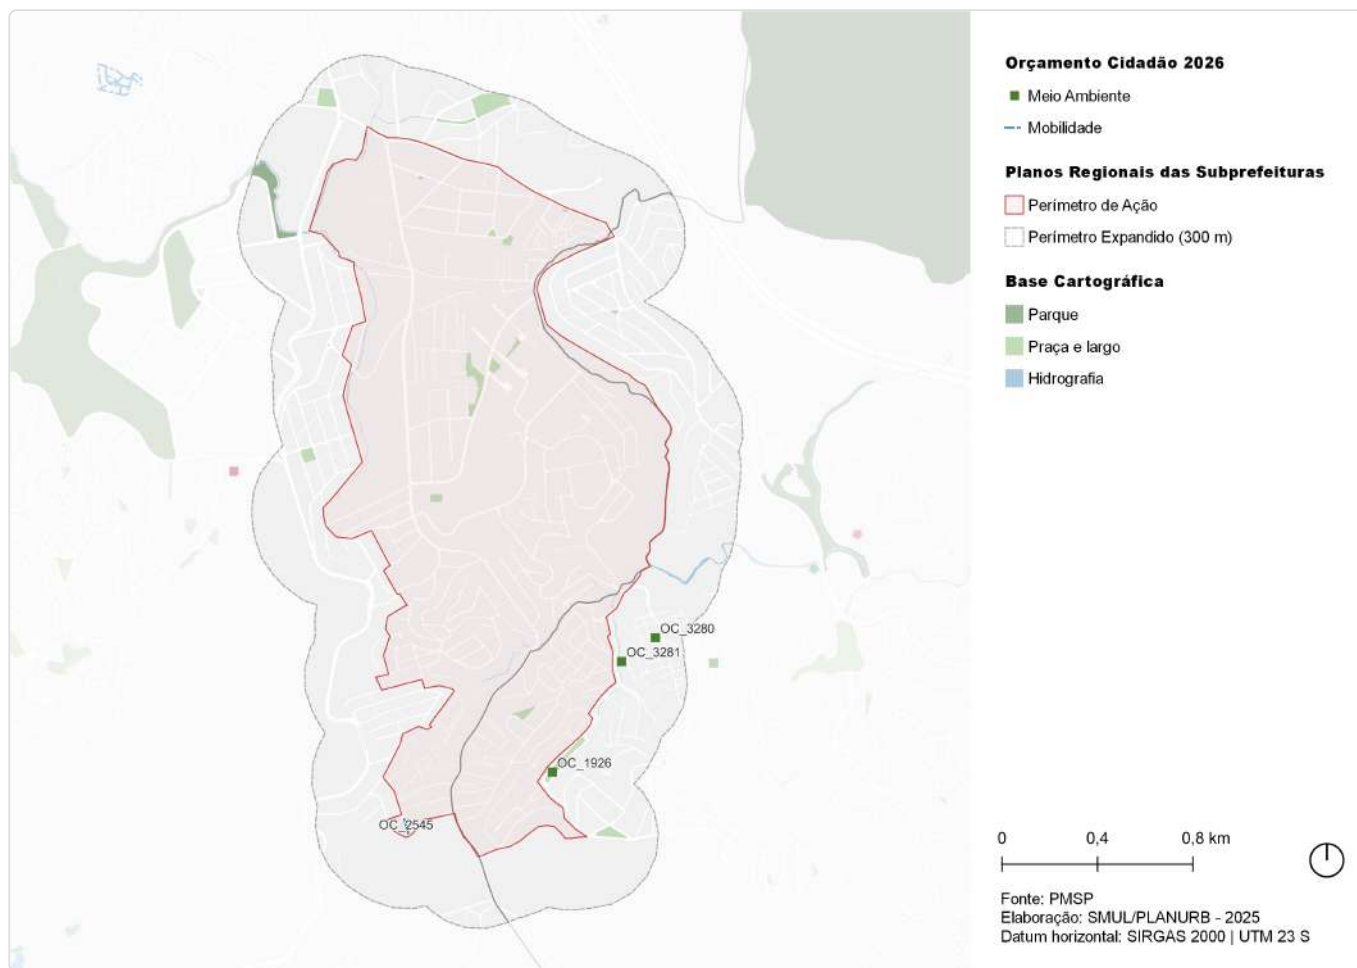 Orçamento Cidadão 2026
Meio Ambiente
Mobilidade
Planos Regionais das Subprefeituras
Perímetro de Ação
Perímetro Expandido (300 m)
Base Cartográfica
Parque
Praça e largo
Hidrografia
OC_3280
OC_3281
OC_1926
OC_2545
0 0,4 0,8 km
Fonte: PMSP
Elaboração: SMUL/PLANURB - 2025
Datum horizontal: SIRGAS 2000 | UTM 23 S